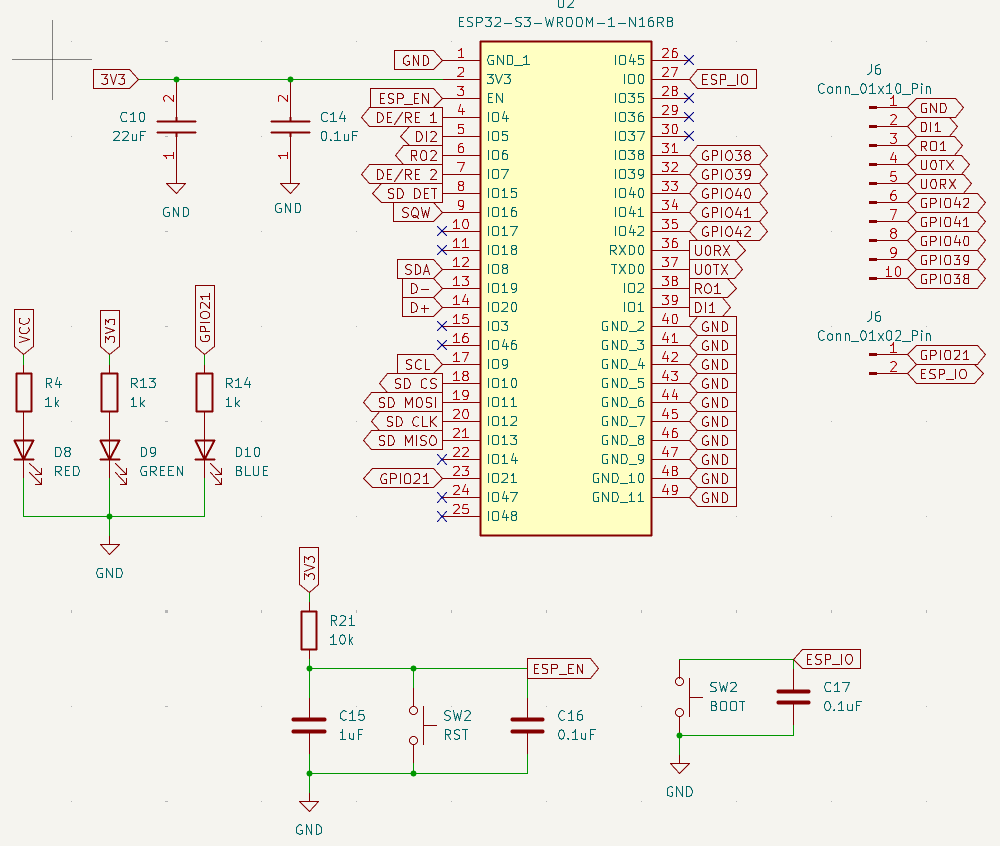 U2
ESP32-S3-WROOM-1-N16RB
GND 1 GND_1
3V3 2 3V3
ESP_EN 3 EN
DE/RE 1 4 IO4
DI2 5 IO5
RO2 6 IO6
DE/RE 2 7 IO7
SD DET 8 IO15
SQW 9 IO16
10 IO17
11 IO18
SDA 12 IO8
D- 13 IO19
D+ 14 IO20
15 IO3
16 IO46
SCL 17 IO9
SD CS 18 IO10
SD MOSI 19 IO11
SD CLK 20 IO12
SD MISO 21 IO13
22 IO14
GPIO21 23 IO21
24 IO47
25 IO48
IO45 26
IO0 27 ESP_IO
IO35 28
IO36 29
IO37 30
IO38 31 GPIO38
IO39 32 GPIO39
IO40 33 GPIO40
IO41 34 GPIO41
IO42 35 GPIO42
RXD0 36 U0RX
TXD0 37 U0TX
IO2 38 RO1
IO1 39 DI1
GND_2 40 GND
GND_3 41 GND
GND_4 42 GND
GND_5 43 GND
GND_6 44 GND
GND_7 45 GND
GND_8 46 GND
GND_9 47 GND
GND_10 48 GND
GND_11 49 GND
2
C10
22uF
1
GND
2
C14
0.1uF
1
GND
J6
Conn_01x10_Pin
1 GND
2 DI1
3 RO1
4 U0TX
5 U0RX
6 GPIO42
7 GPIO41
8 GPIO40
9 GPIO39
10 GPIO38
J6
Conn_01x02_Pin
1 GPIO21
2 ESP_IO
VCC
R4
1k
D8
RED
3V3
R13
1k
D9
GREEN
GPIO21
R14
1k
D10
BLUE
GND
3V3
R21
10k
ESP_EN
C15
1uF
SW2
RST
C16
0.1uF
GND
ESP_IO
SW2
BOOT
C17
0.1uF
GND